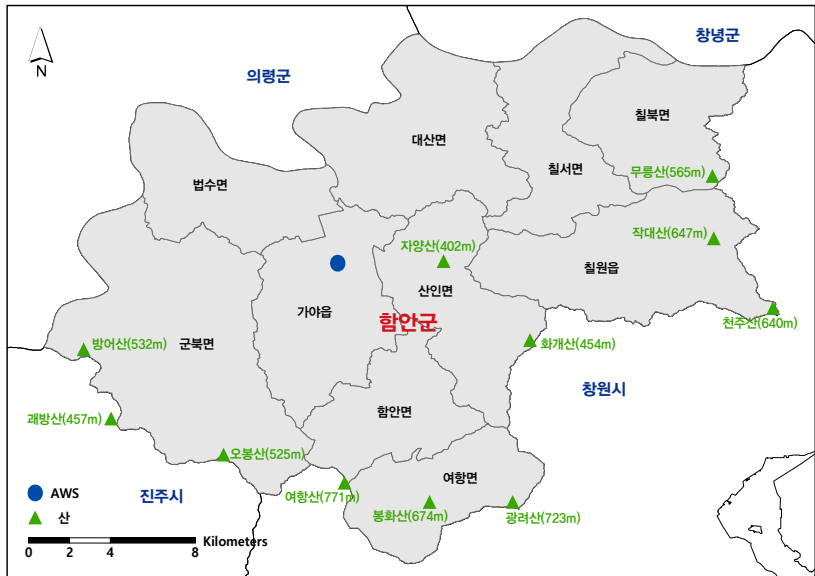 창녕군
N
의령군
칠북면
대산면
칠서면
무릉산(565m)
법수면
작대산(647m)
자양산(402m)
칠원읍
산인면
가야읍
천주산(640m)
함안군
군북면
방어산(532m)
화개산(454m)
창원시
함안면
괘방산(457m)
오봉산(525m)
여항면
AWS
진주시
여항산(771m)
봉화산(674m)
광려산(723m)
산
Kilometers
0 2 4 8